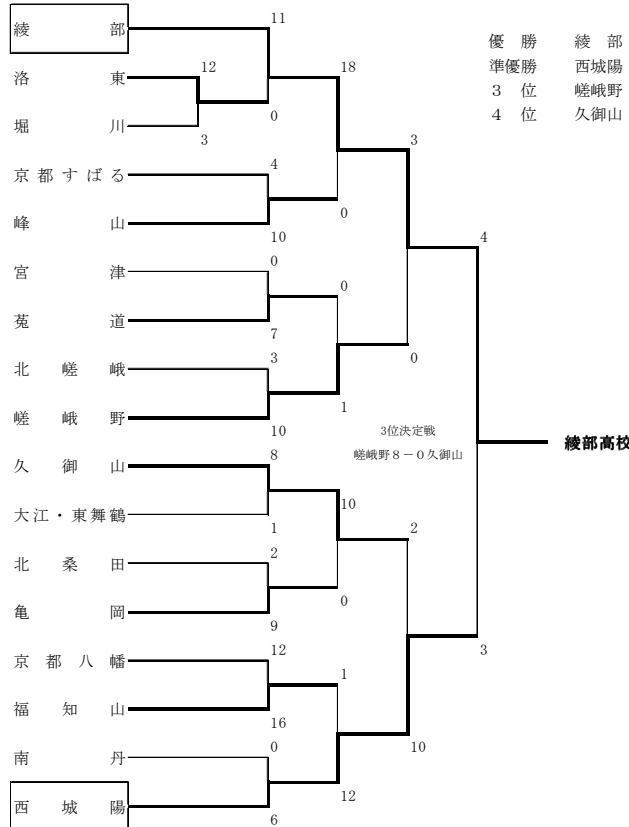 優勝 綾部
準優勝 西城陽
3位 嵯峨野
4位 久御山
綾部
11
洛東
12
18
堀川
3
0
3
京都すばる
4
峰山
10
0
4
宮津
0
0
菟道
7
北嵯峨
3
0
嵯峨野
10
1
3位決定戦
嵯峨野8－0久御山
綾部高校
久御山
8
大江・東舞鶴
1
10
2
北桑田
2
亀岡
9
0
京都八幡
12
1
3
福知山
16
南丹
0
10
西城陽
6
12